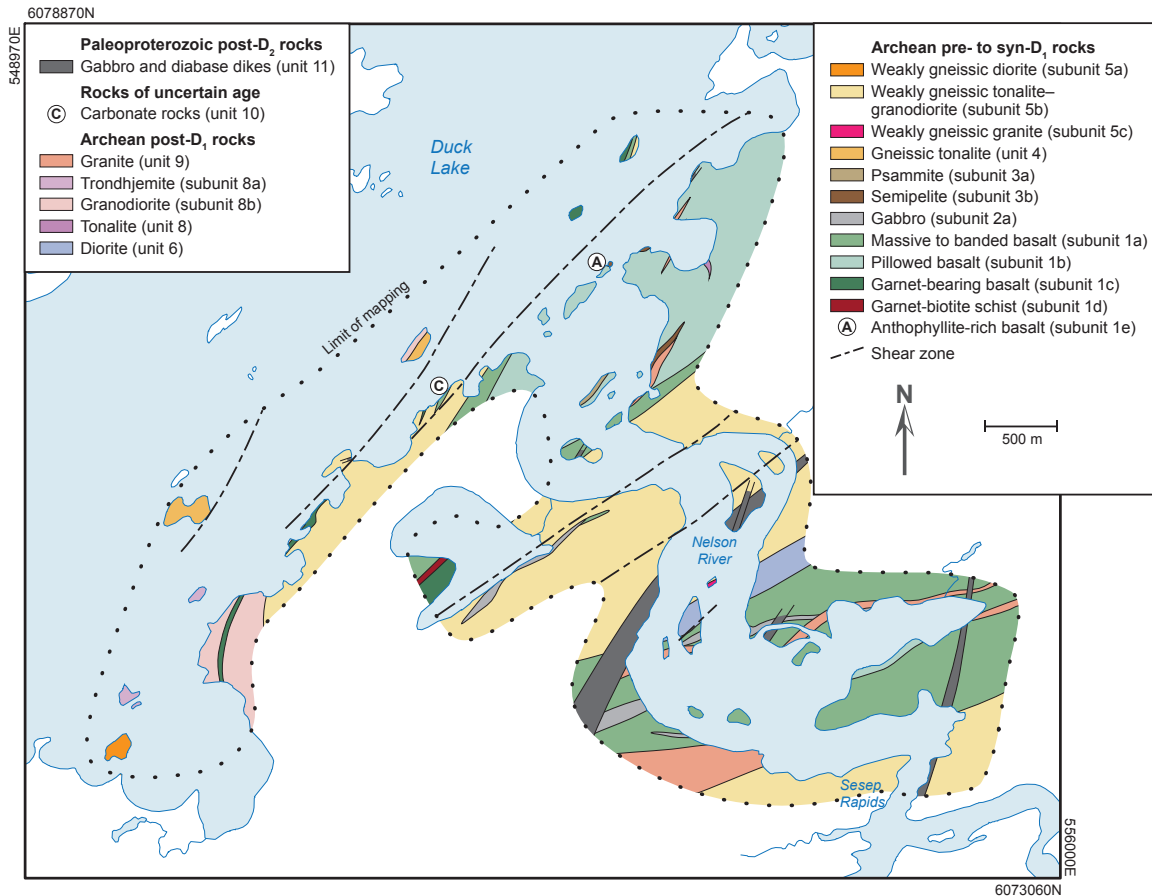 6078870N
548970E
Paleoproterozoic post-D₂ rocks
Gabbro and diabase dikes (unit 11)
Rocks of uncertain age
C Carbonate rocks (unit 10)
Archean post-D₁ rocks
Granite (unit 9)
Trondhjemite (subunit 8a)
Granodiorite (subunit 8b)
Tonalite (unit 8)
Diorite (unit 6)
Archean pre- to syn-D₁ rocks
Weakly gneissic diorite (subunit 5a)
Weakly gneissic tonalite–
granodiorite (subunit 5b)
Weakly gneissic granite (subunit 5c)
Gneissic tonalite (unit 4)
Psammite (subunit 3a)
Semipelite (subunit 3b)
Gabbro (subunit 2a)
Massive to banded basalt (subunit 1a)
Pillowed basalt (subunit 1b)
Garnet-bearing basalt (subunit 1c)
Garnet-biotite schist (subunit 1d)
A Anthophyllite-rich basalt (subunit 1e)
Shear zone
N
500 m
Duck
Lake
A
Limit of mapping
C
Nelson
River
Sesep
Rapids
556000E
6073060N